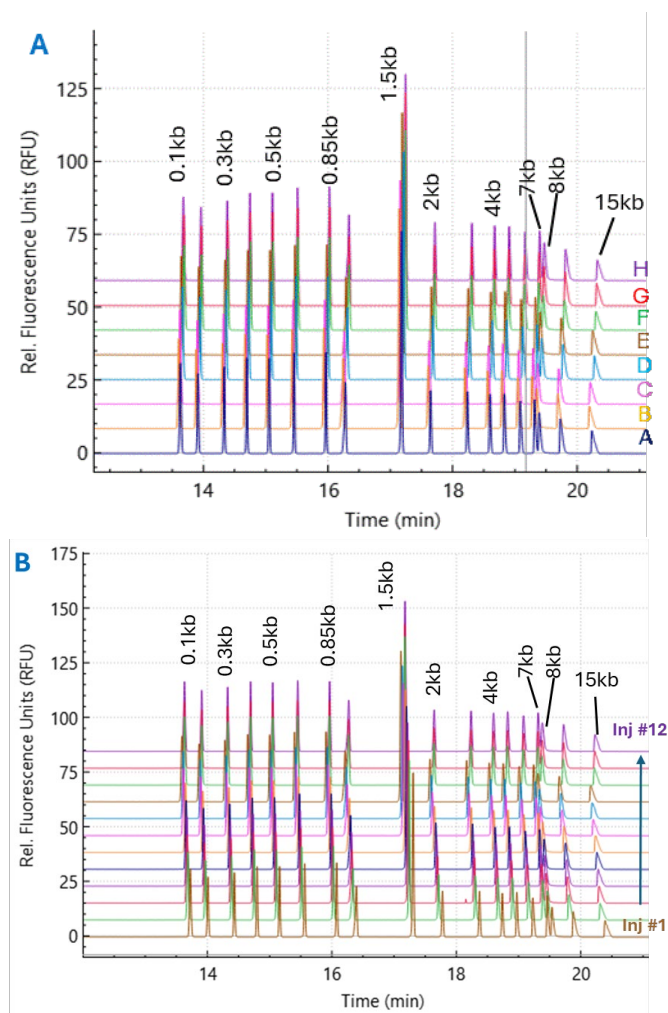 A
Rel. Fluorescence Units (RFU)
125
100
75
50
25
0
0.1kb
0.3kb
0.5kb
0.85kb
1.5kb
2kb
4kb
7kb
8kb
15kb
H
G
F
E
D
C
B
A
14
16
18
20
Time (min)
B
Rel. Fluorescence Units (RFU)
175
150
125
100
75
50
25
0
0.1kb
0.3kb
0.5kb
0.85kb
1.5kb
2kb
4kb
7kb
8kb
15kb
Inj #12
Inj #1
14
16
18
20
Time (min)